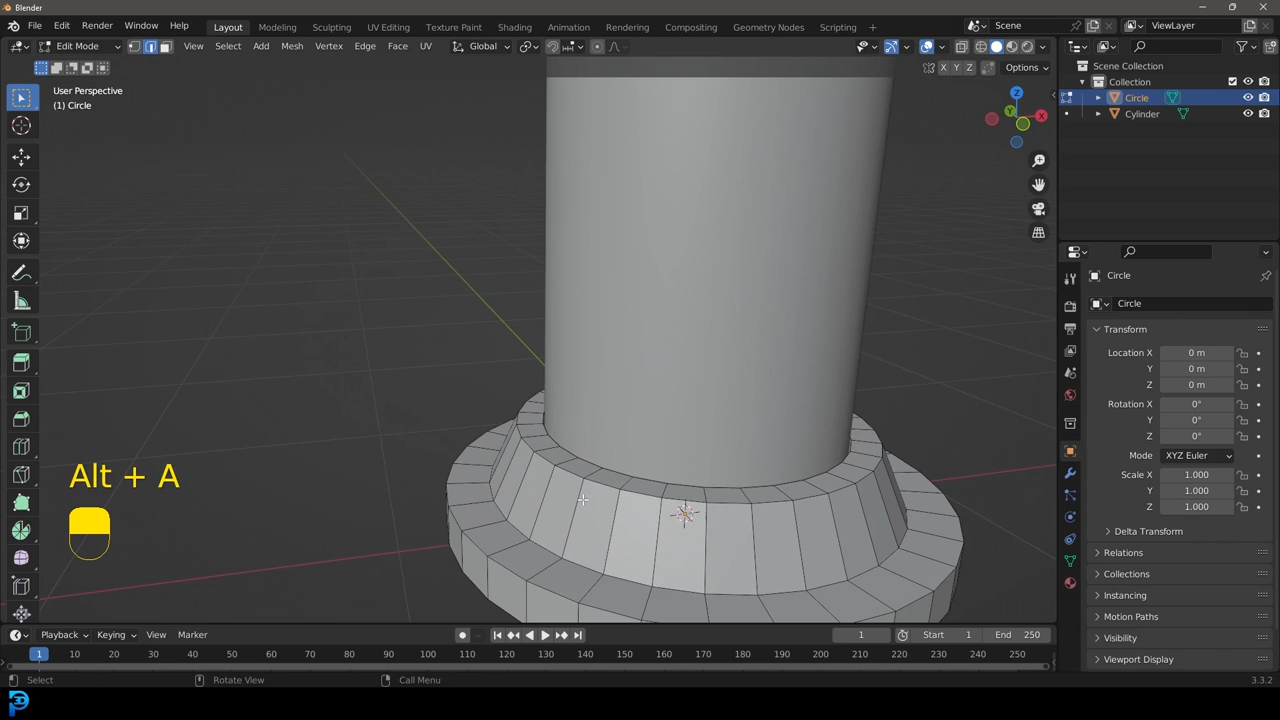 Blender
File Edit Render Window Help
Layout Modeling Sculpting UV Editing Texture Paint Shading Animation Rendering Compositing Geometry Nodes Scripting +
Scene
ViewLayer
Edit Mode
View Select Add Mesh Vertex Edge Face UV
Global
X Y Z Options
User Perspective
(1) Circle
Z
Y
X
Scene Collection
Collection
Circle
Cylinder
Circle
Circle
Transform
Location X 0 m
Y 0 m
Z 0 m
Rotation X 0°
Y 0°
Z 0°
Mode XYZ Euler
Scale X 1.000
Y 1.000
Z 1.000
Delta Transform
Relations
Collections
Instancing
Motion Paths
Visibility
Viewport Display
Alt + A
Playback Keying View Marker
1 Start 1 End 250
1 10 20 30 40 50 60 70 80 90 100 110 120 130 140 150 160 170 180 190 200 210 220 230 240 250
Select Rotate View Call Menu 3.3.2